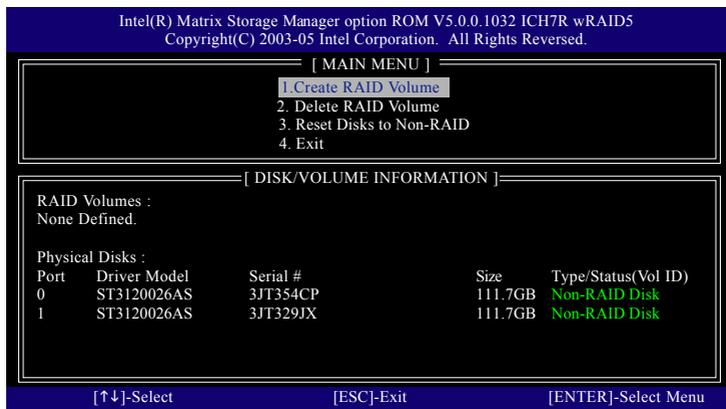 Intel(R) Matrix Storage Manager option ROM V5.0.0.1032 ICH7R wRAID5
Copyright(C) 2003-05 Intel Corporation. All Rights Reversed.
[ MAIN MENU ]
1.Create RAID Volume
2. Delete RAID Volume
3. Reset Disks to Non-RAID
4. Exit
[ DISK/VOLUME INFORMATION ]
RAID Volumes :
None Defined.
Physical Disks :
Port Driver Model Serial # Size Type/Status(Vol ID)
0 ST3120026AS 3JT354CP 111.7GB Non-RAID Disk
1 ST3120026AS 3JT329JX 111.7GB Non-RAID Disk
[↑↓]-Select [ESC]-Exit [ENTER]-Select Menu